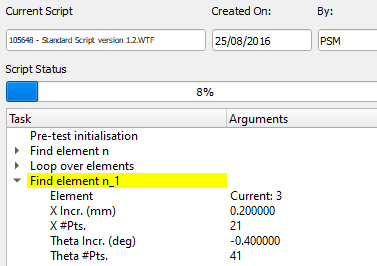 Current Script Created On: By:
105648 - Standard Script version 1.2.WTF 25/08/2016 PSM
Script Status
8%
Task Arguments
Pre-test initialisation
Find element n
Loop over elements
Find element n_1
Element Current: 3
X Incr. (mm) 0.200000
X #Pts. 21
Theta Incr. (deg) -0.400000
Theta #Pts. 41